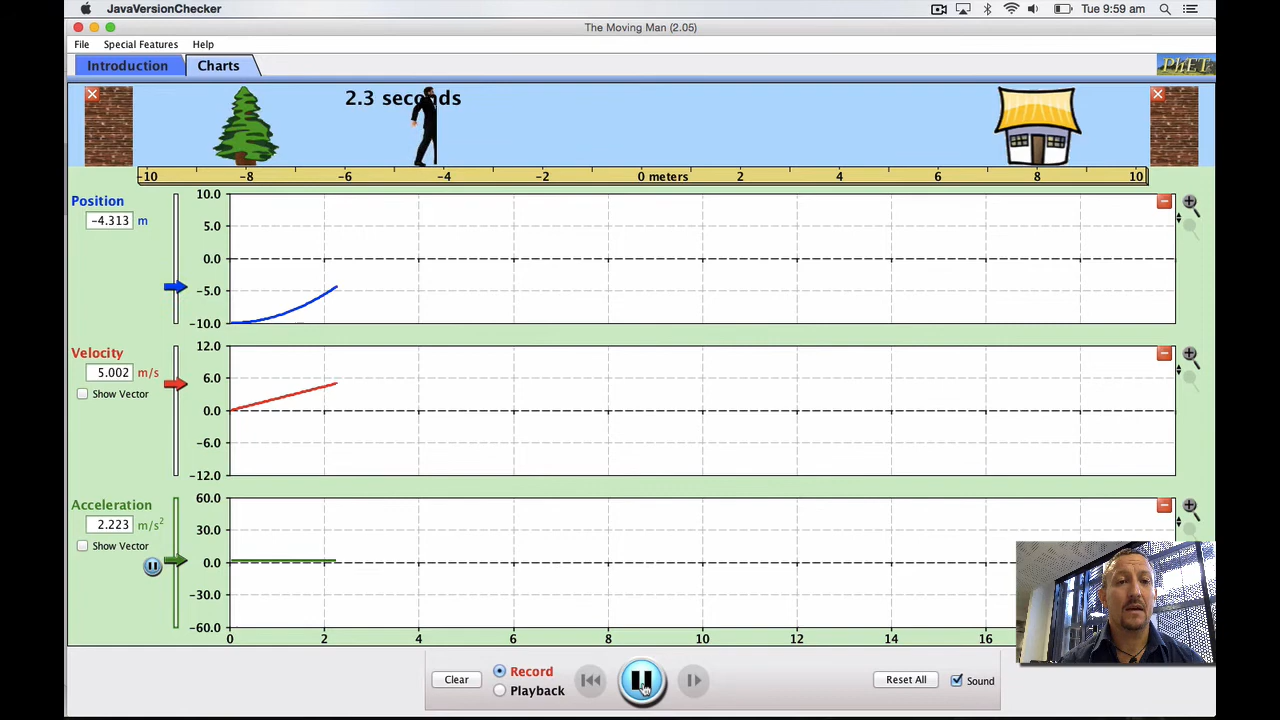 JavaVersionChecker
Tue 9:59 am
The Moving Man (2.05)
File Special Features Help
Introduction Charts
PhET
2.3 seconds
-10 -8 -6 -4 -2 0 meters 2 4 6 8 10
Position
-4.313 m
10.0
5.0
0.0
-5.0
-10.0
Velocity
5.002 m/s
Show Vector
12.0
6.0
0.0
-6.0
-12.0
Acceleration
2.223 m/s²
Show Vector
60.0
30.0
0.0
-30.0
-60.0
0 2 4 6 8 10 12 14 16
Clear
Record
Playback
Reset All
Sound